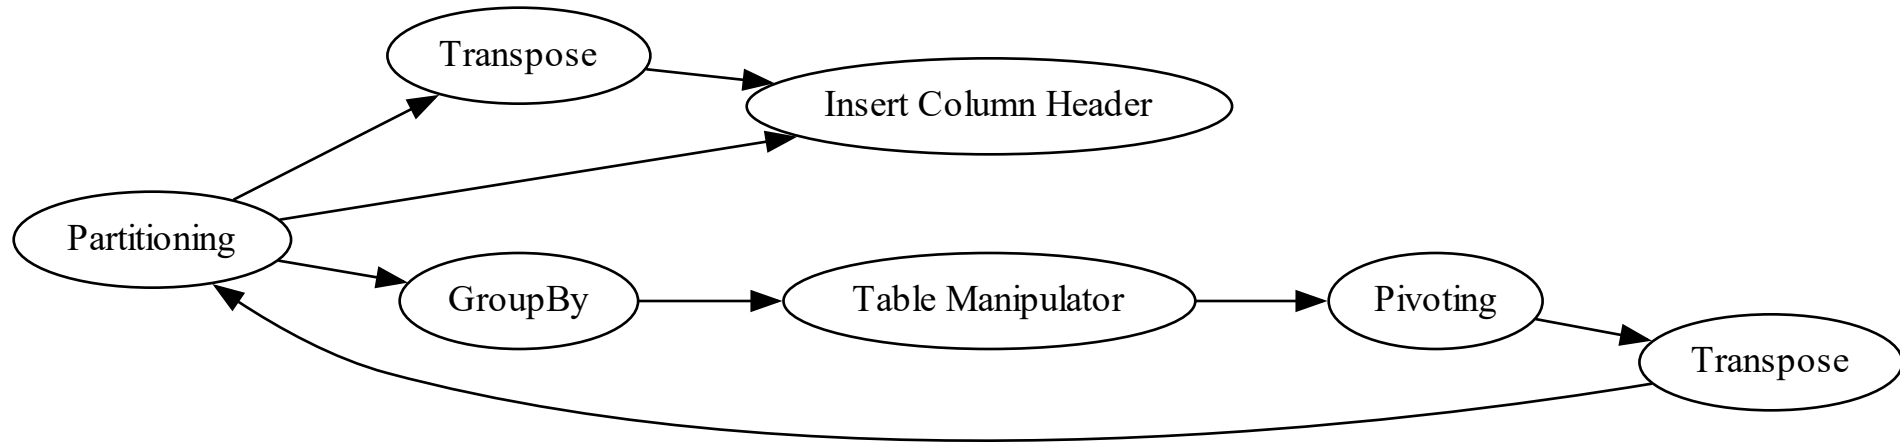 Transpose
Insert Column Header
Partitioning
GroupBy
Table Manipulator
Pivoting
Transpose